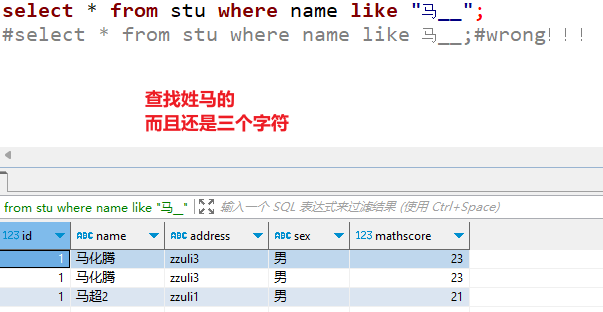 select * from stu where name like "马__";
#select * from stu where name like 马__;#wrong!!!
查找姓马的
而且还是三个字符
from stu where name like "马__" 输入一个 SQL 表达式来过滤结果 (使用 Ctrl+Space)
123 id ABC name ABC address ABC sex 123 mathscore
1 马化腾 zzuli3 男 23
1 马化腾 zzuli3 男 23
1 马超2 zzuli1 男 21